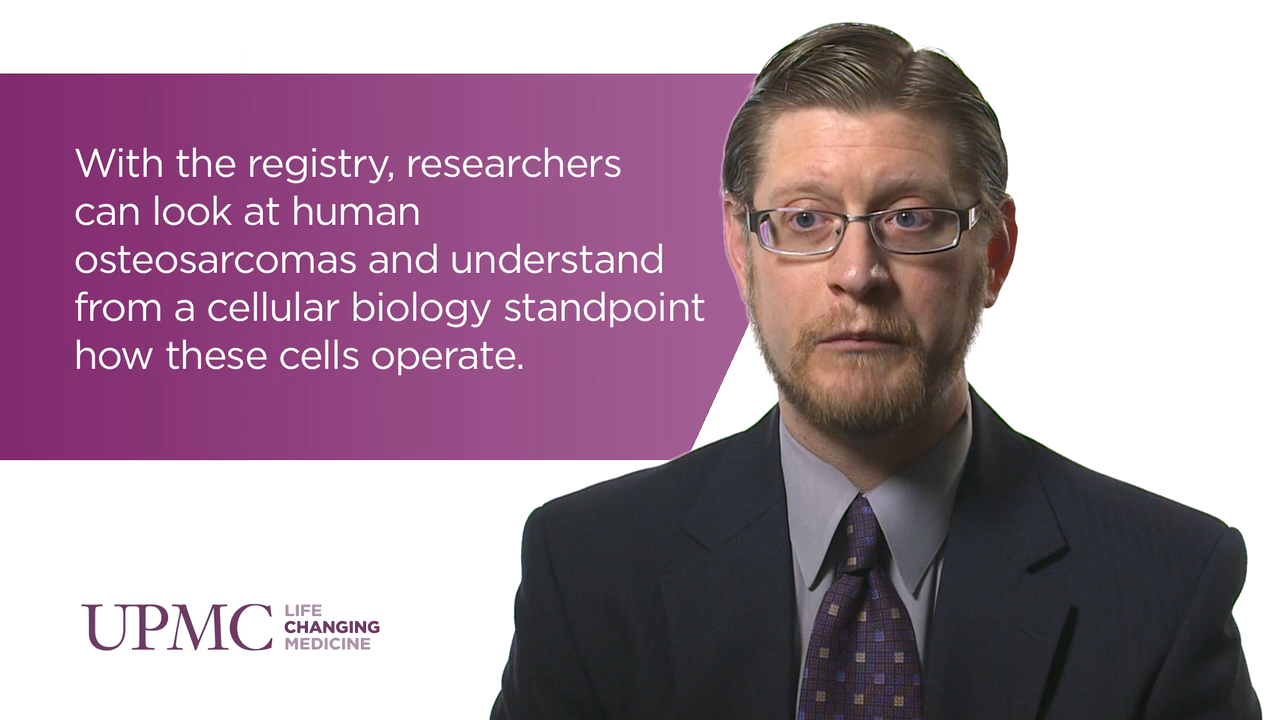 With the registry, researchers
can look at human
osteosarcomas and understand
from a cellular biology standpoint
how these cells operate.
UPMC LIFE
CHANGING
MEDICINE